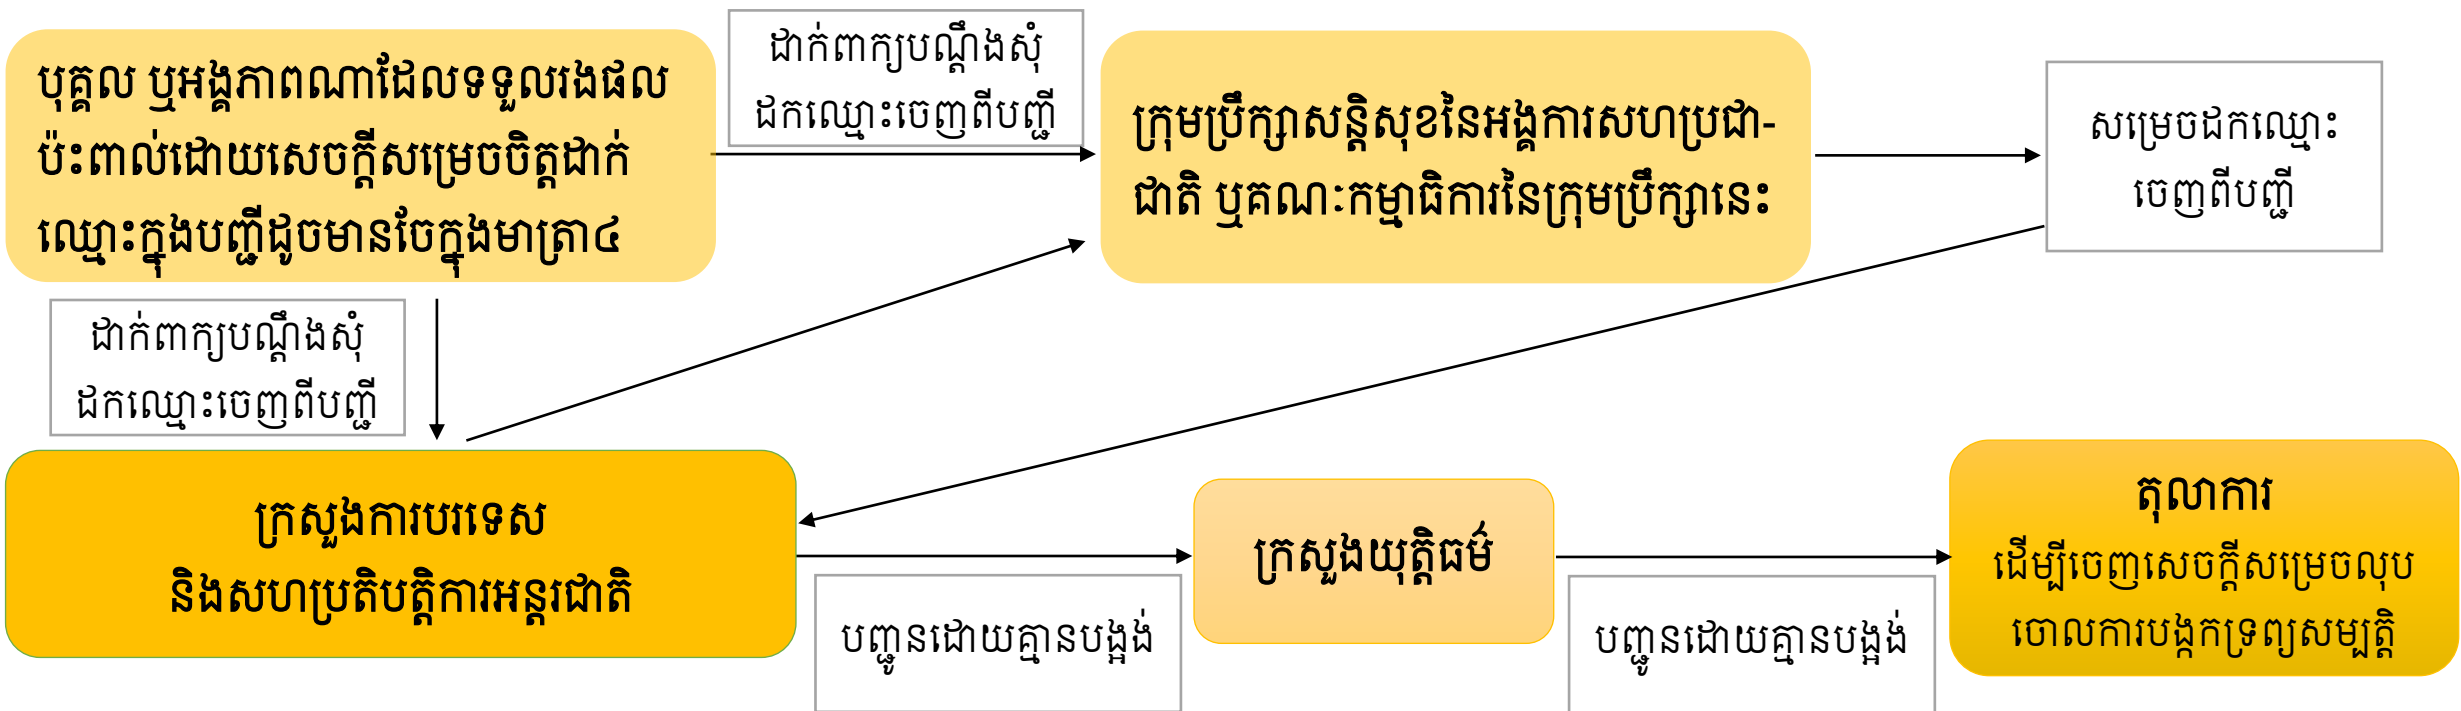 បុគ្គល ឬអង្គភាពណាដែលទទួលរងផល
ប៉ះពាល់ដោយសេចក្តីសម្រេចចិត្តដាក់
ឈ្មោះក្នុងបញ្ជីដូចមានចែក្នុងមាត្រា៤
ដាក់ពាក្យបណ្តឹងសុំ
ដកឈ្មោះចេញពីបញ្ជី
ក្រុមប្រឹក្សាសន្តិសុខនៃអង្គការសហប្រជា-
ជាតិ ឬគណៈកម្មាធិការនៃក្រុមប្រឹក្សានេះ
សម្រេចដកឈ្មោះ
ចេញពីបញ្ជី
ដាក់ពាក្យបណ្តឹងសុំ
ដកឈ្មោះចេញពីបញ្ជី
ក្រសួងការបរទេស
និងសហប្រតិបត្តិការអន្តរជាតិ
បញ្ជូនដោយគ្មានបង្អង់
ក្រសួងយុត្តិធម៌
បញ្ជូនដោយគ្មានបង្អង់
តុលាការ
ដើម្បីចេញសេចក្តីសម្រេចលុប
ចោលការបង្កកទ្រព្យសម្បត្តិ